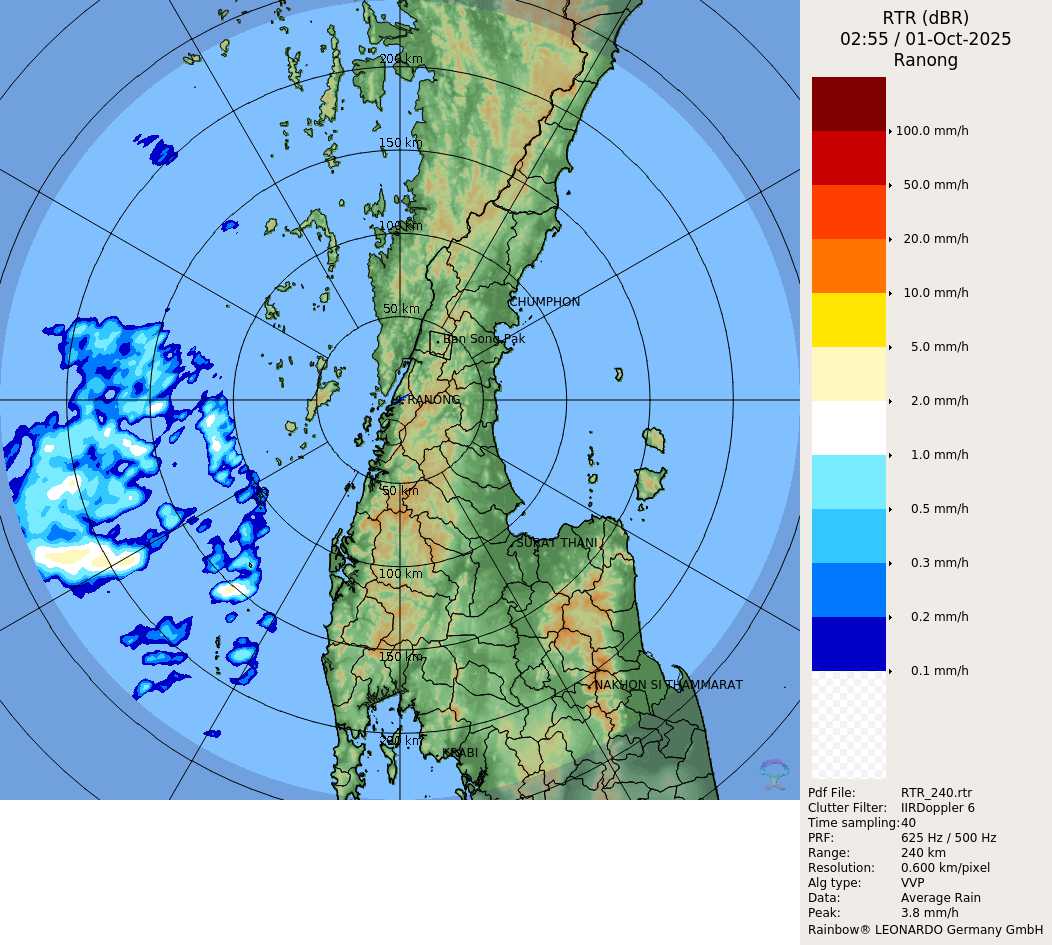 RTR (dBR)
02:55 / 01-Oct-2025
Ranong
200 km
150 km
100 km
50 km
CHUMPHON
Ban Song Pak
RANONG
50 km
SURAT THANI
100 km
150 km
NAKHON SI THAMMARAT
200 km
KRABI
100.0 mm/h
50.0 mm/h
20.0 mm/h
10.0 mm/h
5.0 mm/h
2.0 mm/h
1.0 mm/h
0.5 mm/h
0.3 mm/h
0.2 mm/h
0.1 mm/h
Pdf File: RTR_240.rtr
Clutter Filter: IIRDoppler 6
Time sampling: 40
PRF: 625 Hz / 500 Hz
Range: 240 km
Resolution: 0.600 km/pixel
Alg type: VVP
Data: Average Rain
Peak: 3.8 mm/h
Rainbow® LEONARDO Germany GmbH